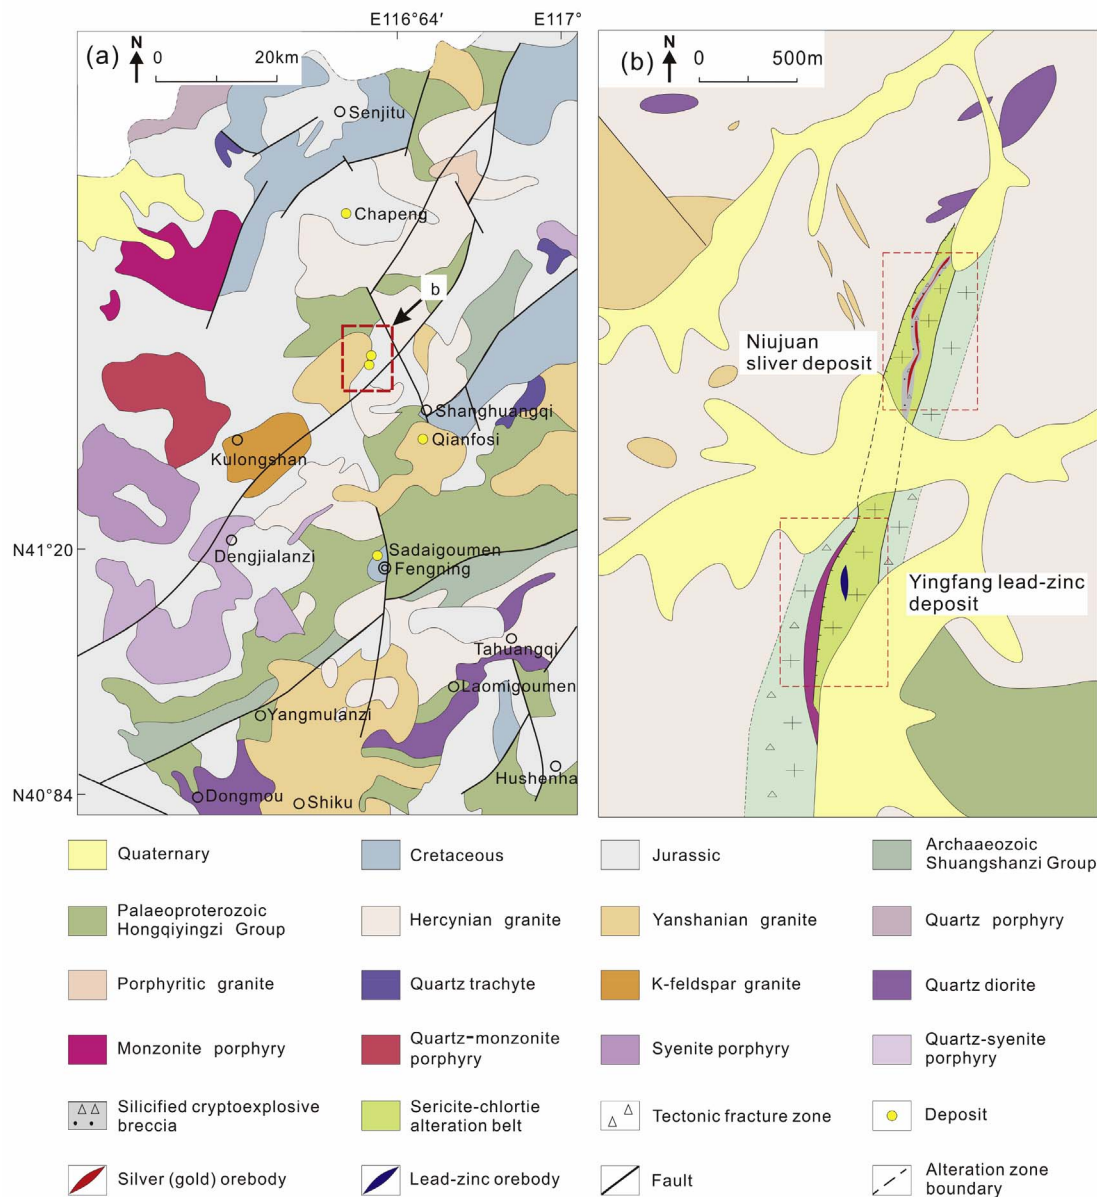 E116°64′ E117°
(a) N 0 20km
(b) N 0 500m
Senjitu
Chapeng
b
Niujuan
sliver deposit
Shanghuangqi
Qianfosi
Kulongshan
N41°20
Dengjialanzi
Sadaigoumen
Fengning
Yingfang lead-zinc
deposit
Tahuangqi
Laomigoumen
Yangmulanzi
Hushenha
N40°84
Dongmou
Shiku
Quaternary
Cretaceous
Jurassic
Archaaeozoic
Shuangshanzi Group
Palaeoproterozoic
Hongqiyingzi Group
Hercynian granite
Yanshanian granite
Quartz porphyry
Porphyritic granite
Quartz trachyte
K-feldspar granite
Quartz diorite
Monzonite porphyry
Quartz-monzonite
porphyry
Syenite porphyry
Quartz-syenite
porphyry
Silicified cryptoexplosive
breccia
Sericite-chlortie
alteration belt
Tectonic fracture zone
Deposit
Silver (gold) orebody
Lead-zinc orebody
Fault
Alteration zone
boundary